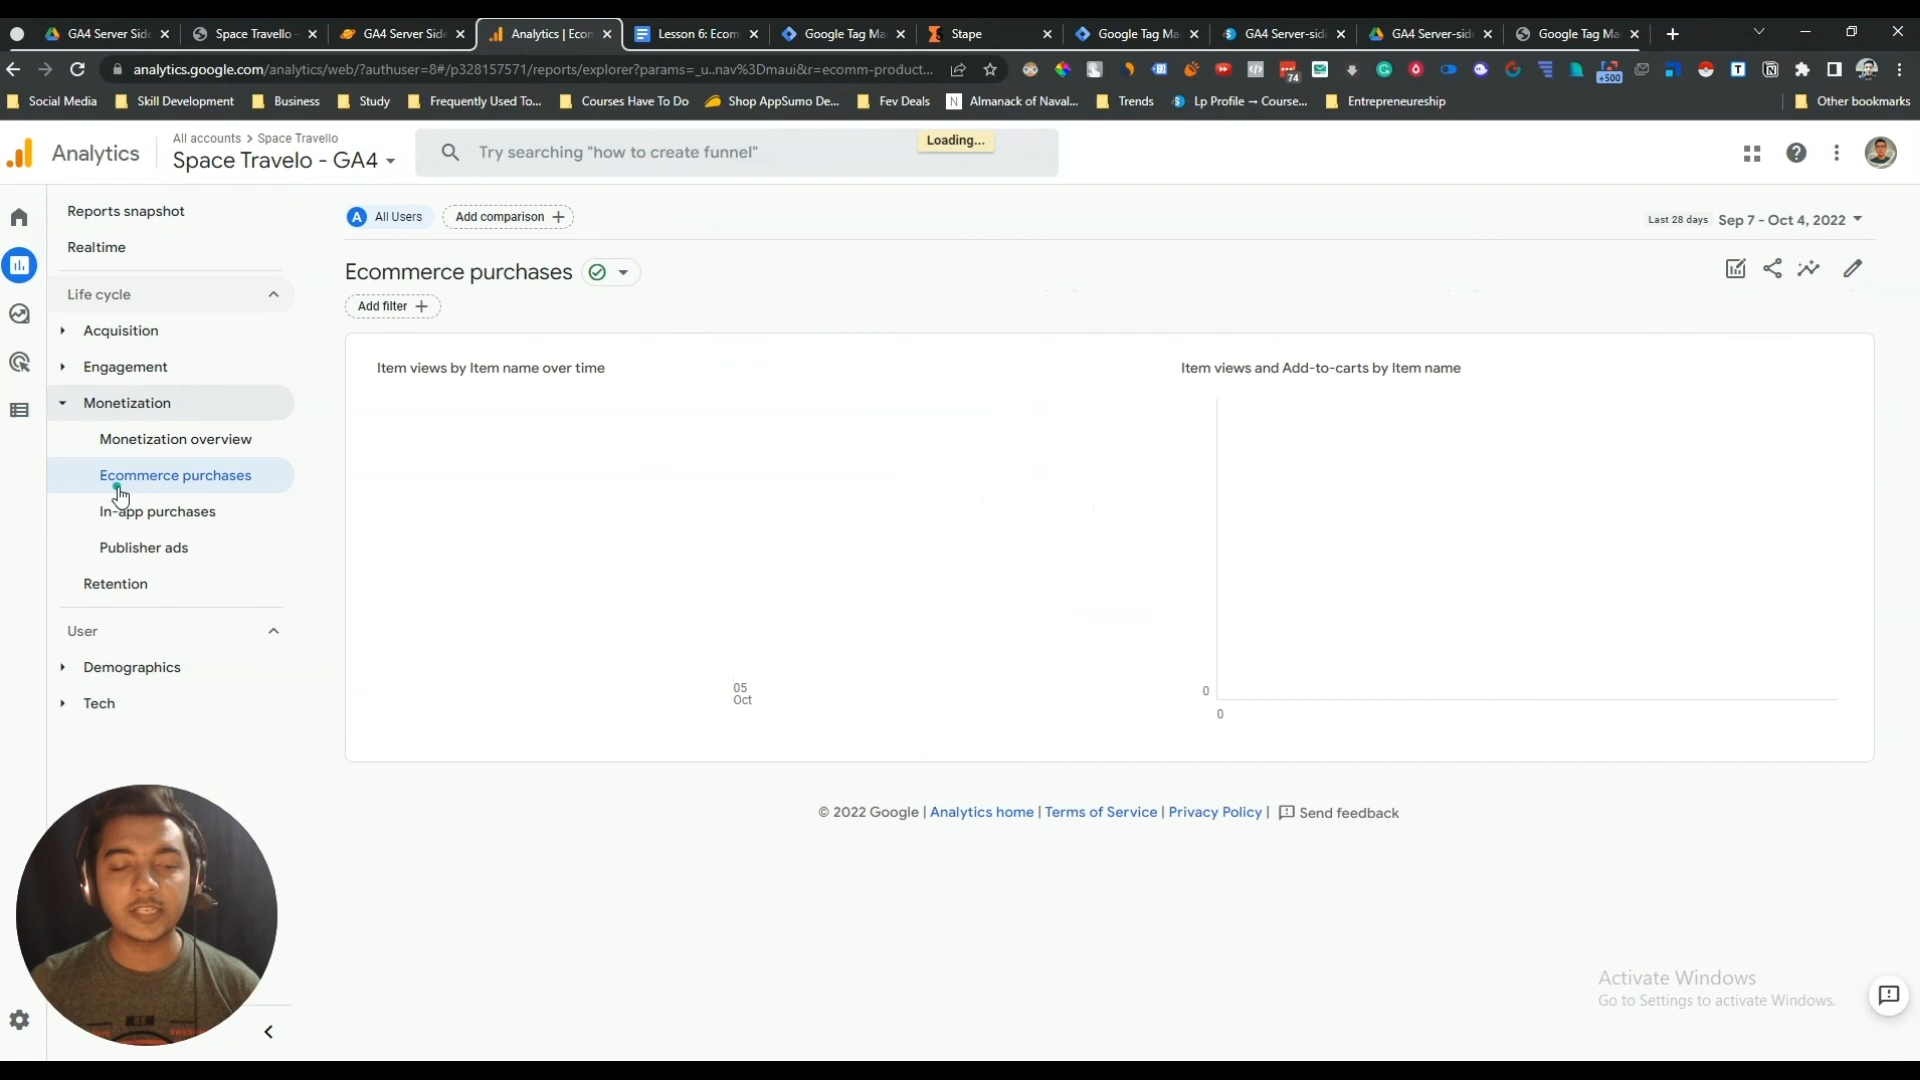 GA4 Server Sid
Space Travello -
GA4 Server Sid
Analytics | Econ
Lesson 6: Ecom
Google Tag Ma
Stape
Google Tag Ma
GA4 Server-sid
GA4 Server-sid
Google Tag Ma
analytics.google.com/analytics/web/?authuser=8#/p328157571/reports/explorer?params=_u..nav%3Dmaui&r=ecomm-product...
74
+500
Social Media
Skill Development
Business
Study
Frequently Used To...
Courses Have To Do
Shop AppSumo De...
Fev Deals
Almanack of Naval...
Trends
Lp Profile → Course...
Entrepreneurship
Other bookmarks
Analytics
All accounts > Space Travello
Space Travelo - GA4
Try searching "how to create funnel"
Loading...
Reports snapshot
Realtime
Life cycle
Acquisition
Engagement
Monetization
Monetization overview
Ecommerce purchases
In-app purchases
Publisher ads
Retention
User
Demographics
Tech
A All Users
Add comparison +
Last 28 days Sep 7 - Oct 4, 2022
Ecommerce purchases
Add filter +
Item views by Item name over time
05
Oct
Item views and Add-to-carts by Item name
0
0
© 2022 Google | Analytics home | Terms of Service | Privacy Policy | Send feedback
Activate Windows
Go to Settings to activate Windows.